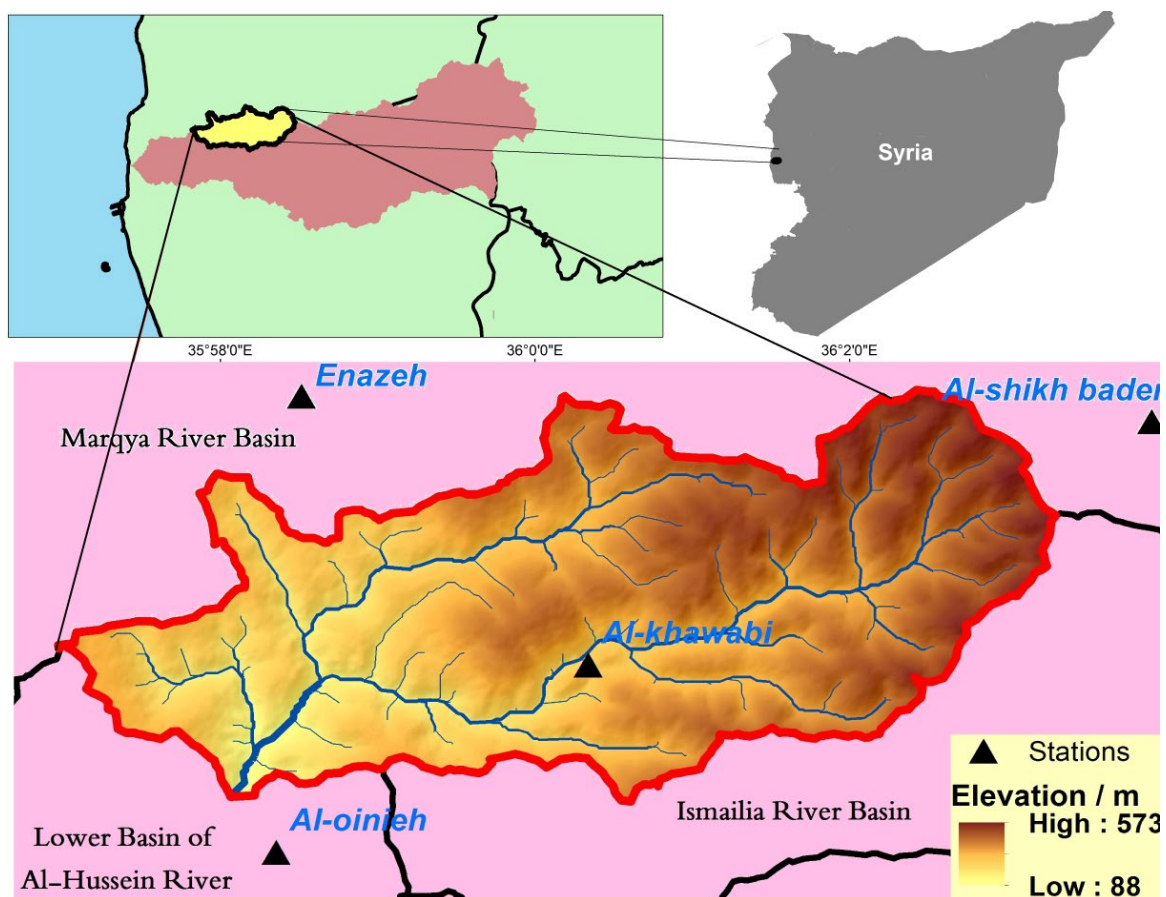 Syria
35°58'0"E
36°0'0"E
36°2'0"E
Enazeh
Al-shikh bader
Marqya River Basin
Al-khawabi
Stations
Elevation / m
High : 573
Low : 88
Ismailia River Basin
Al-oinieh
Lower Basin of
Al-Hussein River